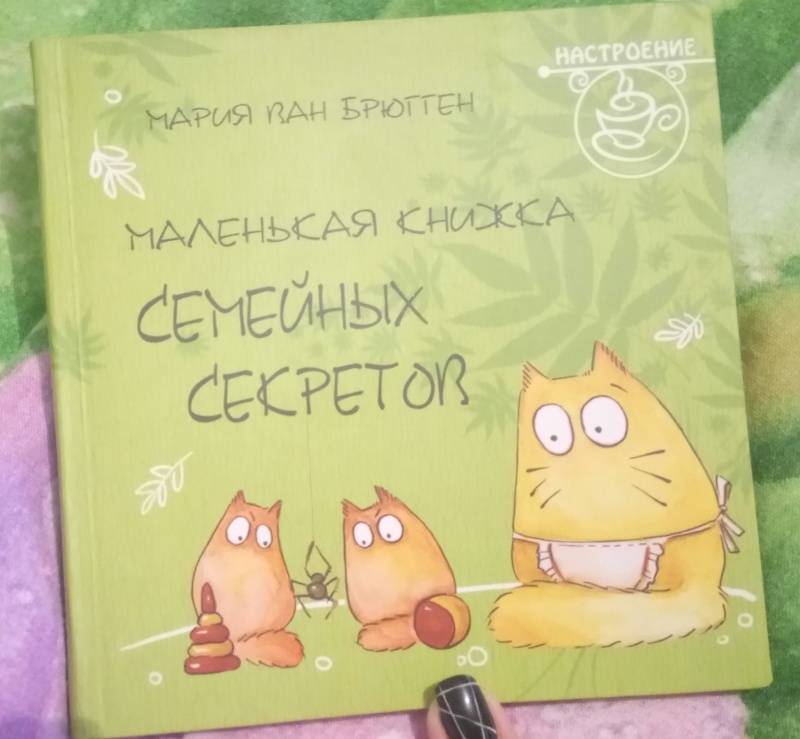 НАСТРОЕНИЕ
МАРИЯ ВАН БРЮГГЕН
МАЛЕНЬКАЯ КНИЖКА
СЕМЕЙНЫХ
СЕКРЕТОВ